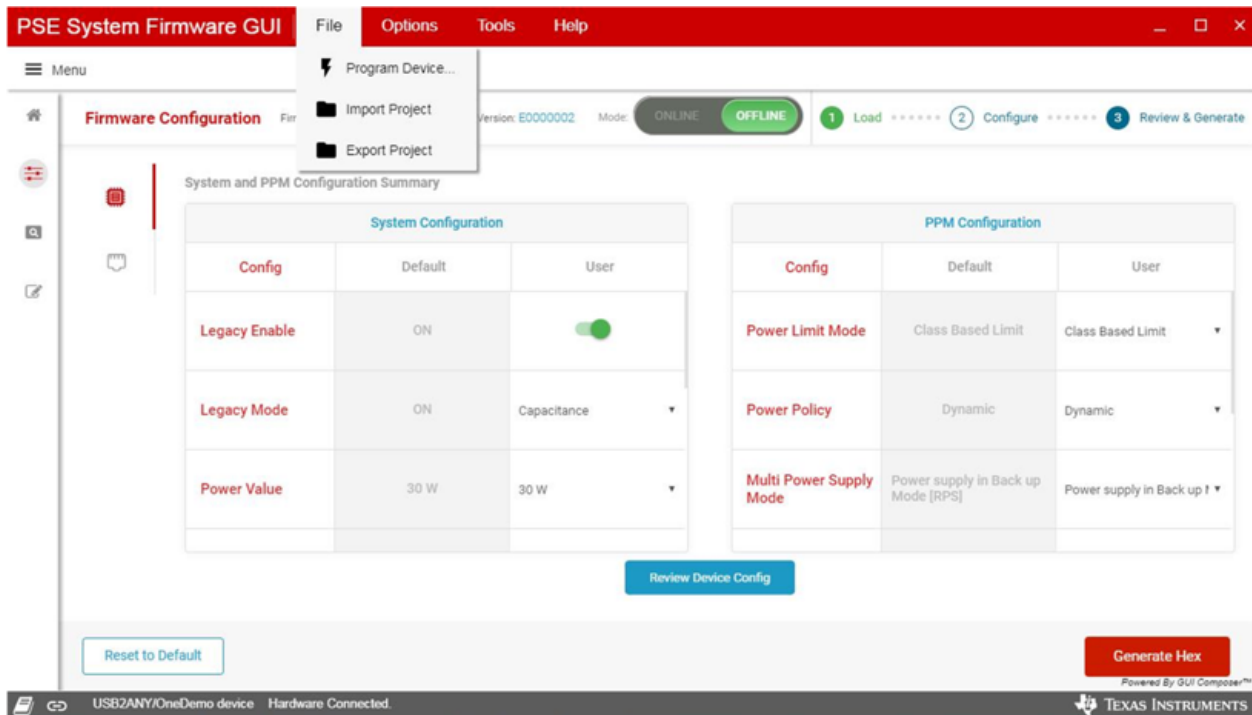 PSE System Firmware GUI File Options Tools Help
Menu
Program Device...
Import Project
Export Project
Firmware Configuration Version: E0000002 Mode: ONLINE OFFLINE 1 Load 2 Configure 3 Review & Generate
System and PPM Configuration Summary
System Configuration
Config Default User
Legacy Enable ON
Legacy Mode ON Capacitance
Power Value 30 W 30 W
PPM Configuration
Config Default User
Power Limit Mode Class Based Limit Class Based Limit
Power Policy Dynamic Dynamic
Multi Power Supply Power supply in Back up Power supply in Back up
Mode Mode [RPS]
Review Device Config
Reset to Default
Generate Hex
Powered By GUI Composer™
USB2ANY/OneDemo device Hardware Connected.
TEXAS INSTRUMENTS